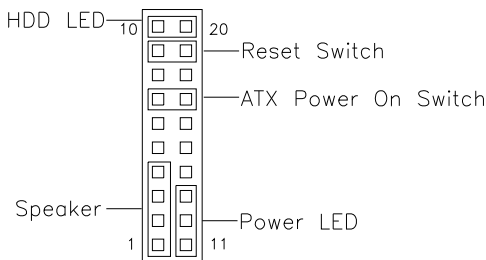 HDD LED
10 20
Reset Switch
ATX Power On Switch
Speaker
Power LED
1 11